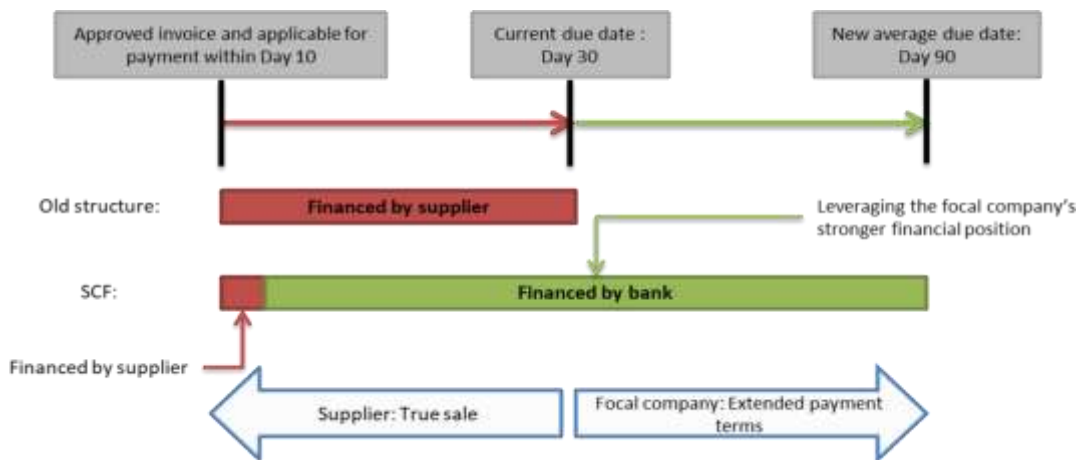 Approved invoice and applicable for
payment within Day 10
Current due date :
Day 30
New average due date:
Day 90
Old structure:
Financed by supplier
Leveraging the focal company's
stronger financial position
SCF:
Financed by bank
Financed by supplier
Supplier: True sale
Focal company: Extended payment
terms